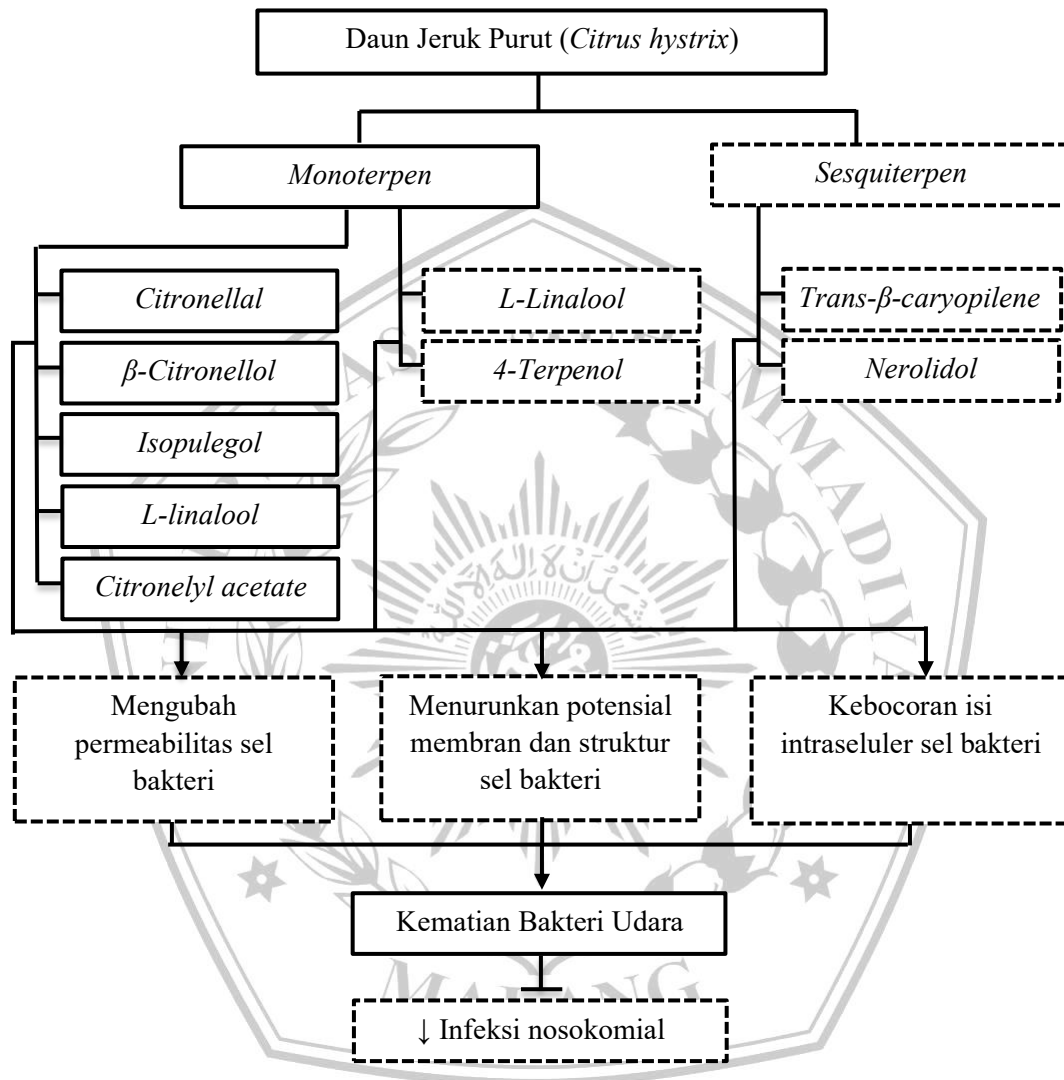 Daun Jeruk Purut (Citrus hystrix)
Monoterpen
Sesquiterpen
Citronellal
L-Linalool
Trans-β-caryopilene
β-Citronellol
4-Terpenol
Nerolidol
Isopulegol
L-linalool
Citronelyl acetate
Mengubah
permeabilitas sel
bakteri
Menurunkan potensial
membran dan struktur
sel bakteri
Kebocoran isi
intraseluler sel bakteri
Kematian Bakteri Udara
↓ Infeksi nosokomial